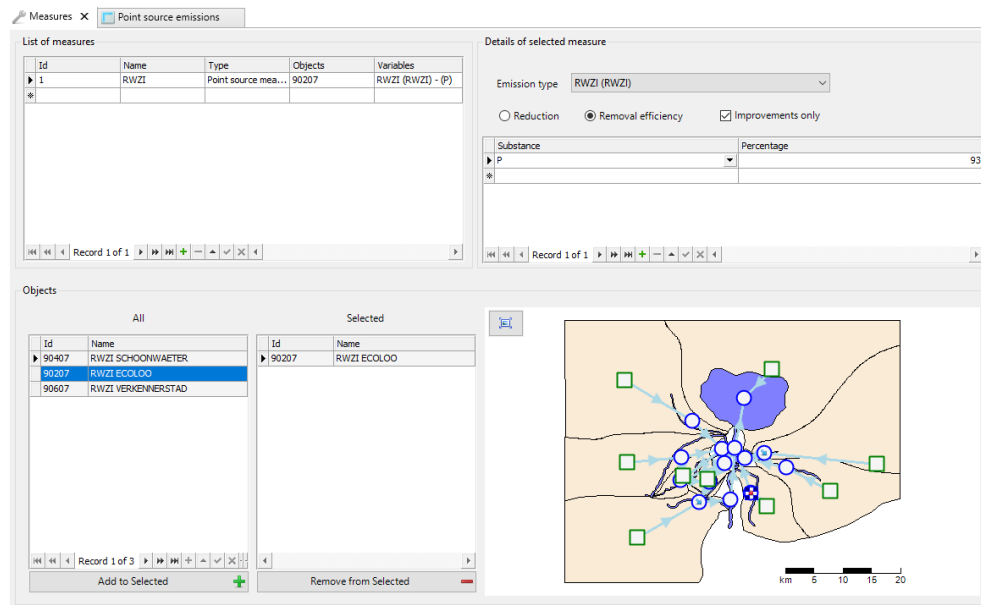 Measures X Point source emissions
List of measures
Id Name Type Objects Variables
1 RWZI Point source mea... 90207 RWZI (RWZI) - (P)
Record 1 of 1
Details of selected measure
Emission type RWZI (RWZI)
Reduction Removal efficiency Improvements only
Substance Percentage
P 93
Record 1 of 1
Objects
All
Id Name
90407 RWZI SCHOONWAETER
90207 RWZI ECOLOO
90607 RWZI VERKENNERSTAD
Record 1 of 3
Add to Selected
Selected
Id Name
90207 RWZI ECOLOO
Remove from Selected
km 5 10 15 20